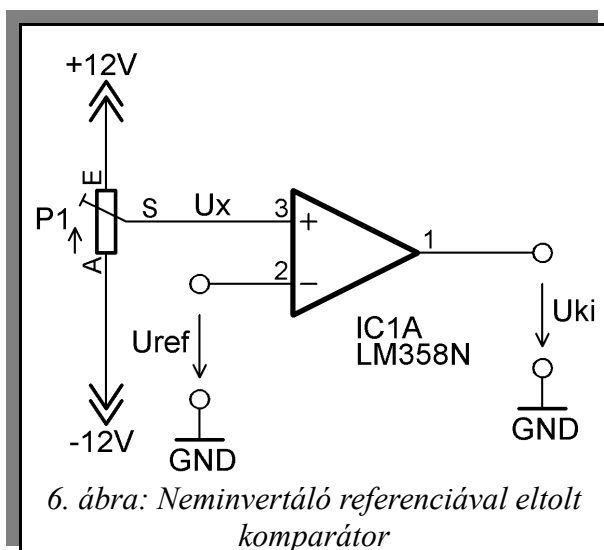 +12V
E
P1
S
Ux
3
+
1
A
2
-
Uref
IC1A
LM358N
Uki
-12V
GND
GND
6. ábra: Neminvertáló referenciával eltolt
komparátor